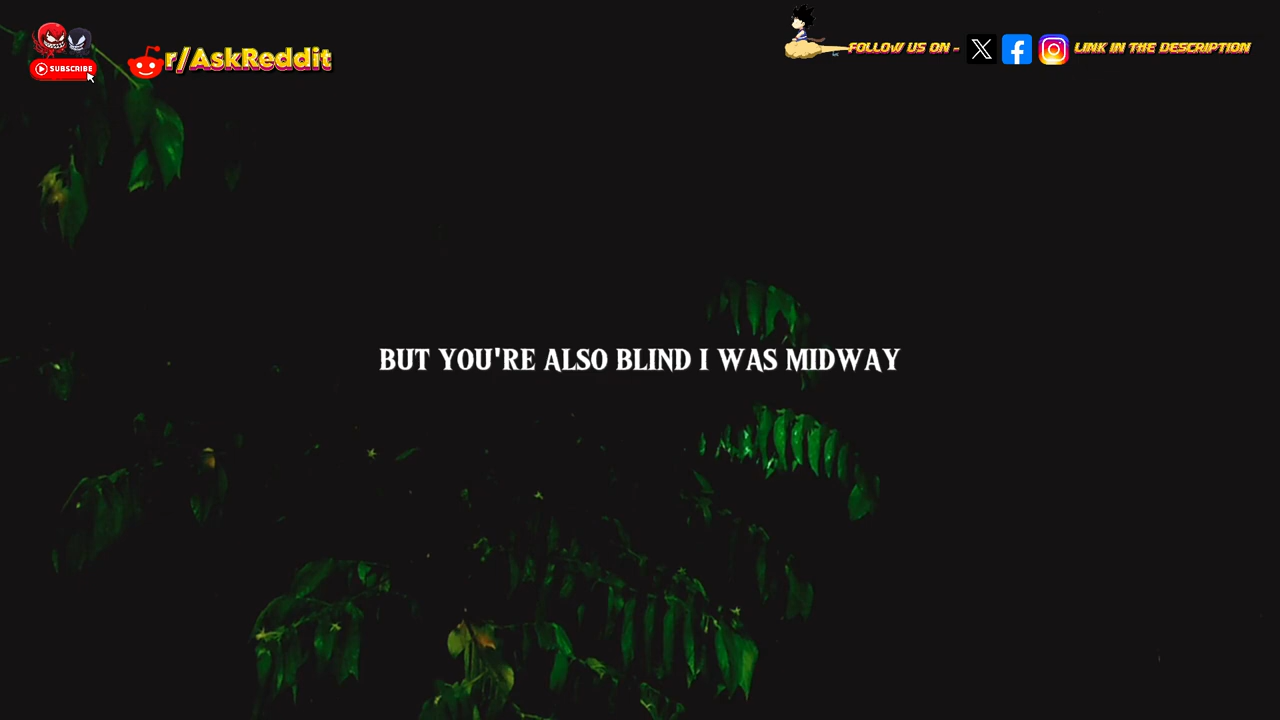 SUBSCRIBE
r/AskReddit
FOLLOW US ON -
LINK IN THE DESCRIPTION
BUT YOU'RE ALSO BLIND I WAS MIDWAY